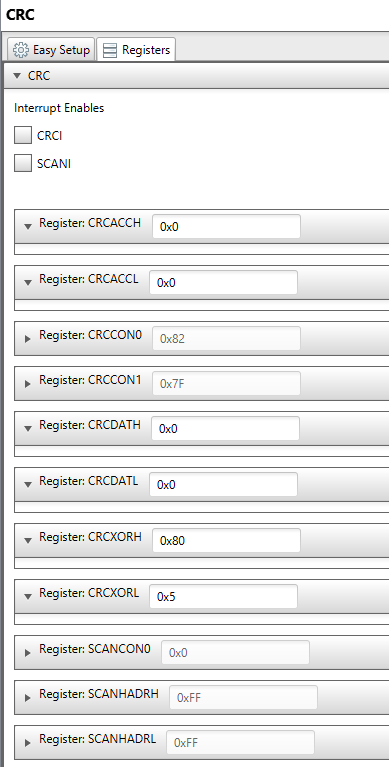 CRC
Easy Setup Registers
CRC
Interrupt Enables
CRCI
SCANI
Register: CRCACCH 0x0
Register: CRCACCL 0x0
Register: CRCCON0 0x82
Register: CRCCON1 0x7F
Register: CRCDATH 0x0
Register: CRCDATL 0x0
Register: CRCXORH 0x80
Register: CRCXORL 0x5
Register: SCANCON0 0x0
Register: SCANHADRH 0xFF
Register: SCANHADRL 0xFF